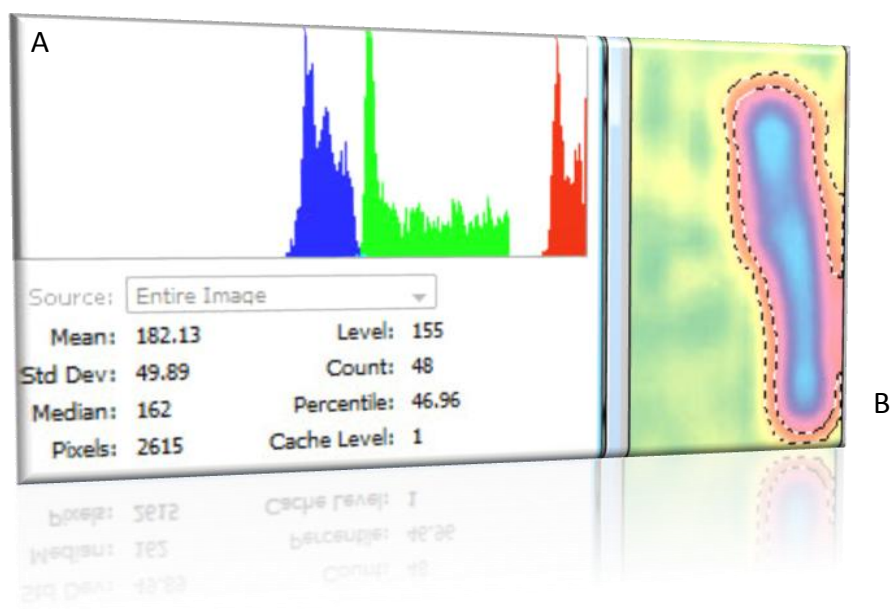 A
Source: Entire Image
Mean: 182.13 Level: 155
Std Dev: 49.89 Count: 48
Median: 162 Percentile: 46.96
Pixels: 2615 Cache Level: 1
B